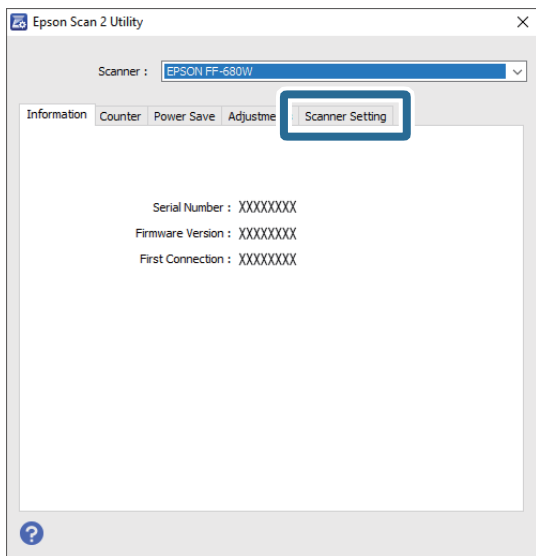 Epson Scan 2 Utility
Scanner : EPSON FF-680W
Information Counter Power Save Adjustme Scanner Setting
Serial Number : XXXXXXXX
Firmware Version : XXXXXXXX
First Connection : XXXXXXXX
?